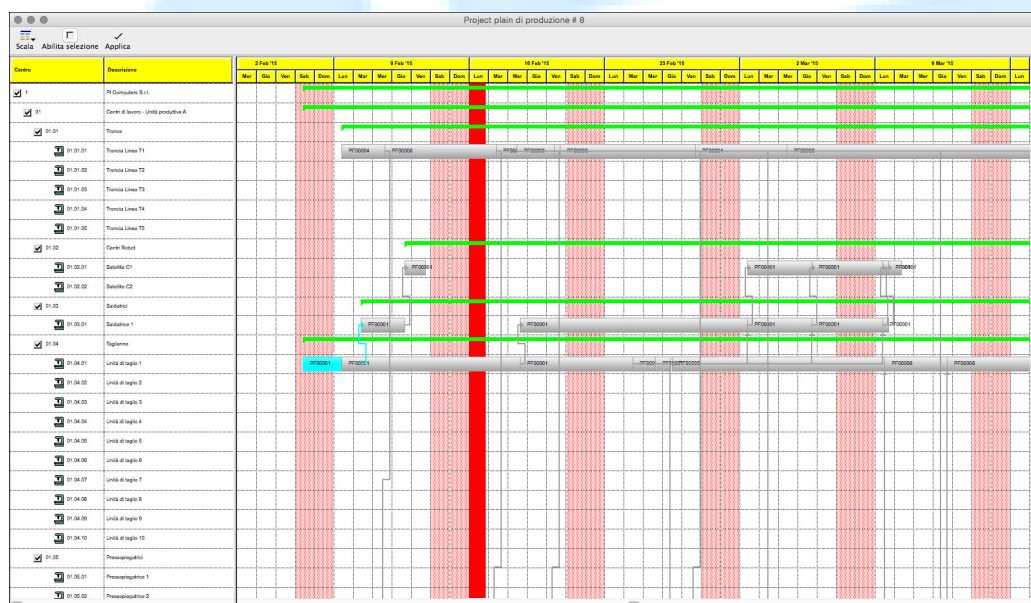 Project plain di produzione # 8
Scala Abilita selezione Applica
Centro Descrizione
2 Feb '15 9 Feb '15 16 Feb '15 23 Feb '15 2 Mar '15 9 Mar '15
Mer Gio Ven Sab Dom Lun Mar Mer Gio Ven Sab Dom Lun Mar Mer Gio Ven Sab Dom Lun Mar Mer Gio Ven Sab Dom Lun Mar Mer Gio Ven Sab Dom Lun Mar Mer Gio Ven Sab Dom Lun
1 PI Computers S.r.l.
01 Centri di lavoro - Unità produttiva A
01.01 Trance
01.01.01 Trancia Linea T1 PF00004 PF00006
01.01.02 Trancia Linea T2
01.01.03 Trancia Linea T3
01.01.04 Trancia Linea T4
01.01.05 Trancia Linea T5
01.02 Centri Robot
01.02.01 Satellite C1 PF00001 PF00101 PF00001
01.02.02 Satellite C2
01.03 Saldatrici
01.03.01 Saldatrice 1 PF00001 PF00001 PF00101 PF00001 PF00001
01.04 Taglierine
01.04.01 Unità di taglio 1 PF00001 PF00001 PF00001 PF00006 PF00006
01.04.02 Unità di taglio 2
01.04.03 Unità di taglio 3
01.04.04 Unità di taglio 4
01.04.05 Unità di taglio 5
01.04.06 Unità di taglio 6
01.04.07 Unità di taglio 7
01.04.08 Unità di taglio 8
01.04.09 Unità di taglio 9
01.04.10 Unità di taglio 10
01.05 Pressopiegatrici
01.05.01 Pressopiegatrice 1
01.05.02 Pressopiegatrice 2